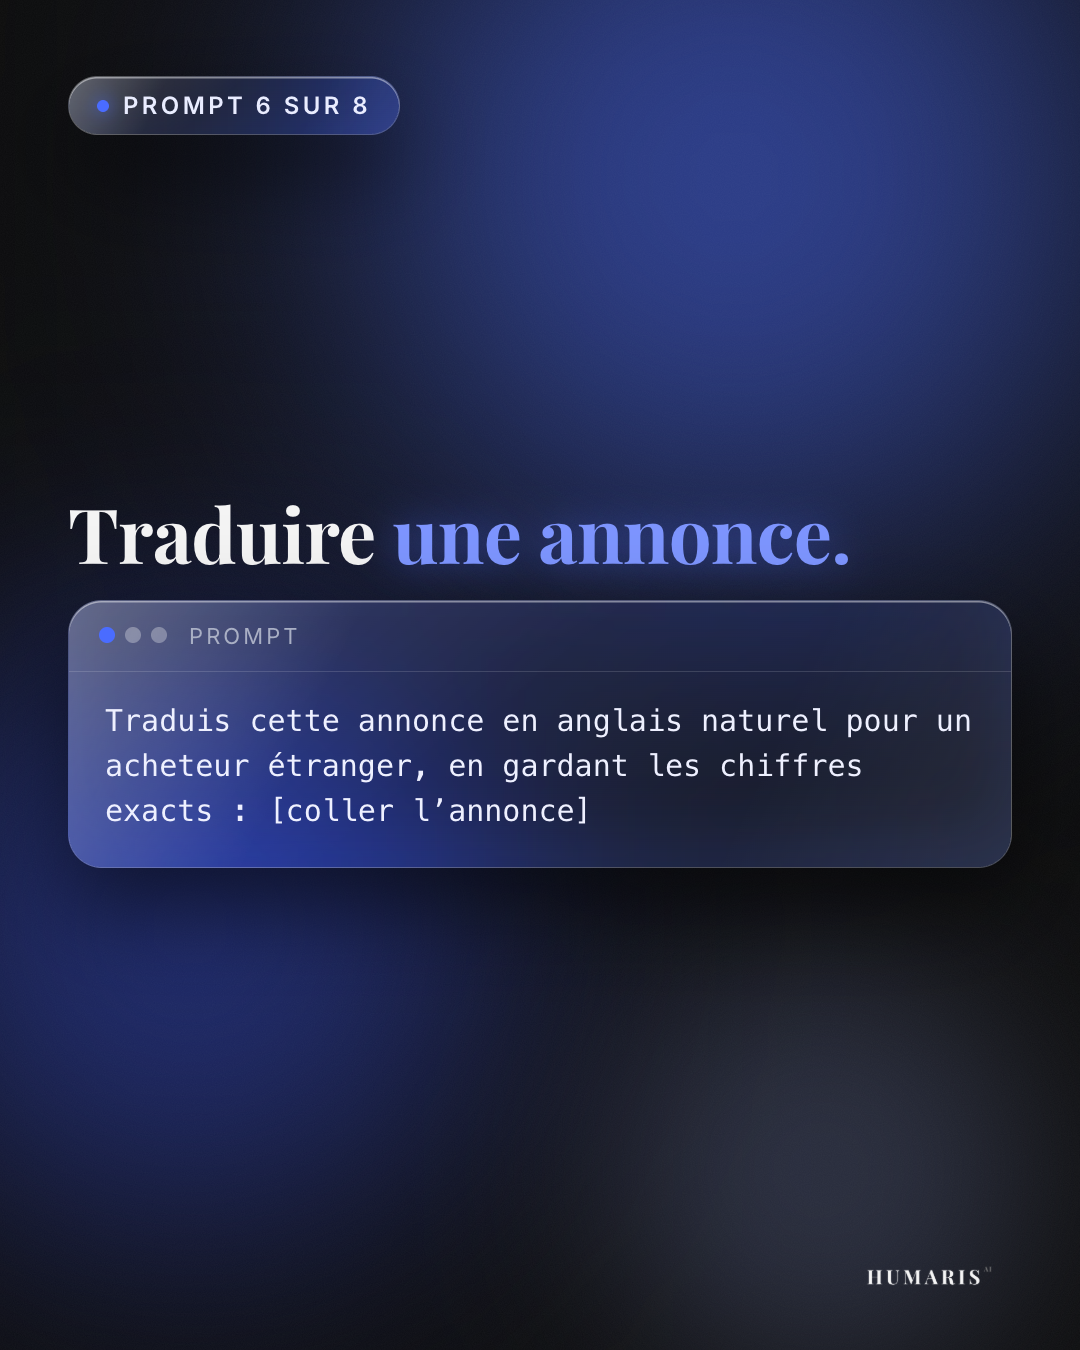 PROMPT 6 SUR 8
Traduire une annonce.
PROMPT
Traduis cette annonce en anglais naturel pour un
acheteur étranger, en gardant les chiffres
exacts : [coller l’annonce]
HUMARIS AI